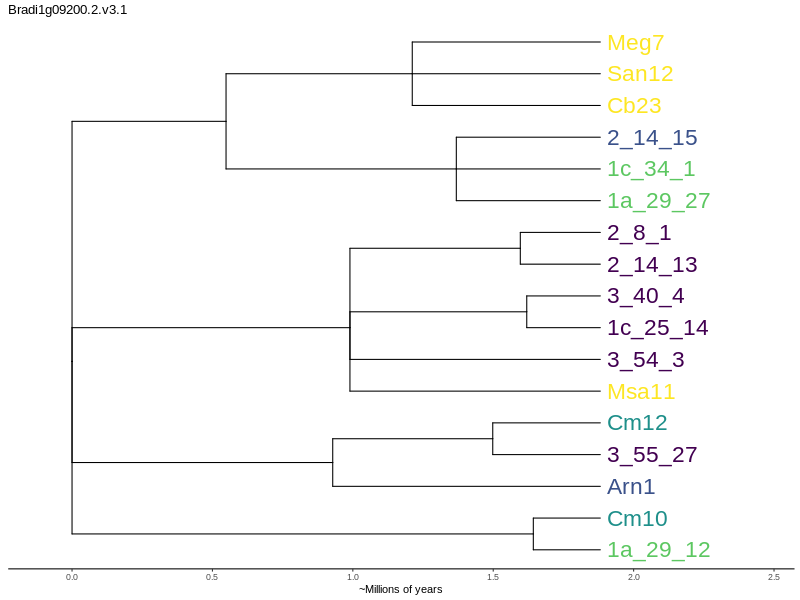 Bradi1g09200.2.v3.1
Meg7
San12
Cb23
2_14_15
1c_34_1
1a_29_27
2_8_1
2_14_13
3_40_4
1c_25_14
3_54_3
Msa11
Cm12
3_55_27
Arn1
Cm10
1a_29_12
0.0 0.5 1.0 1.5 2.0 2.5
~Millions of years